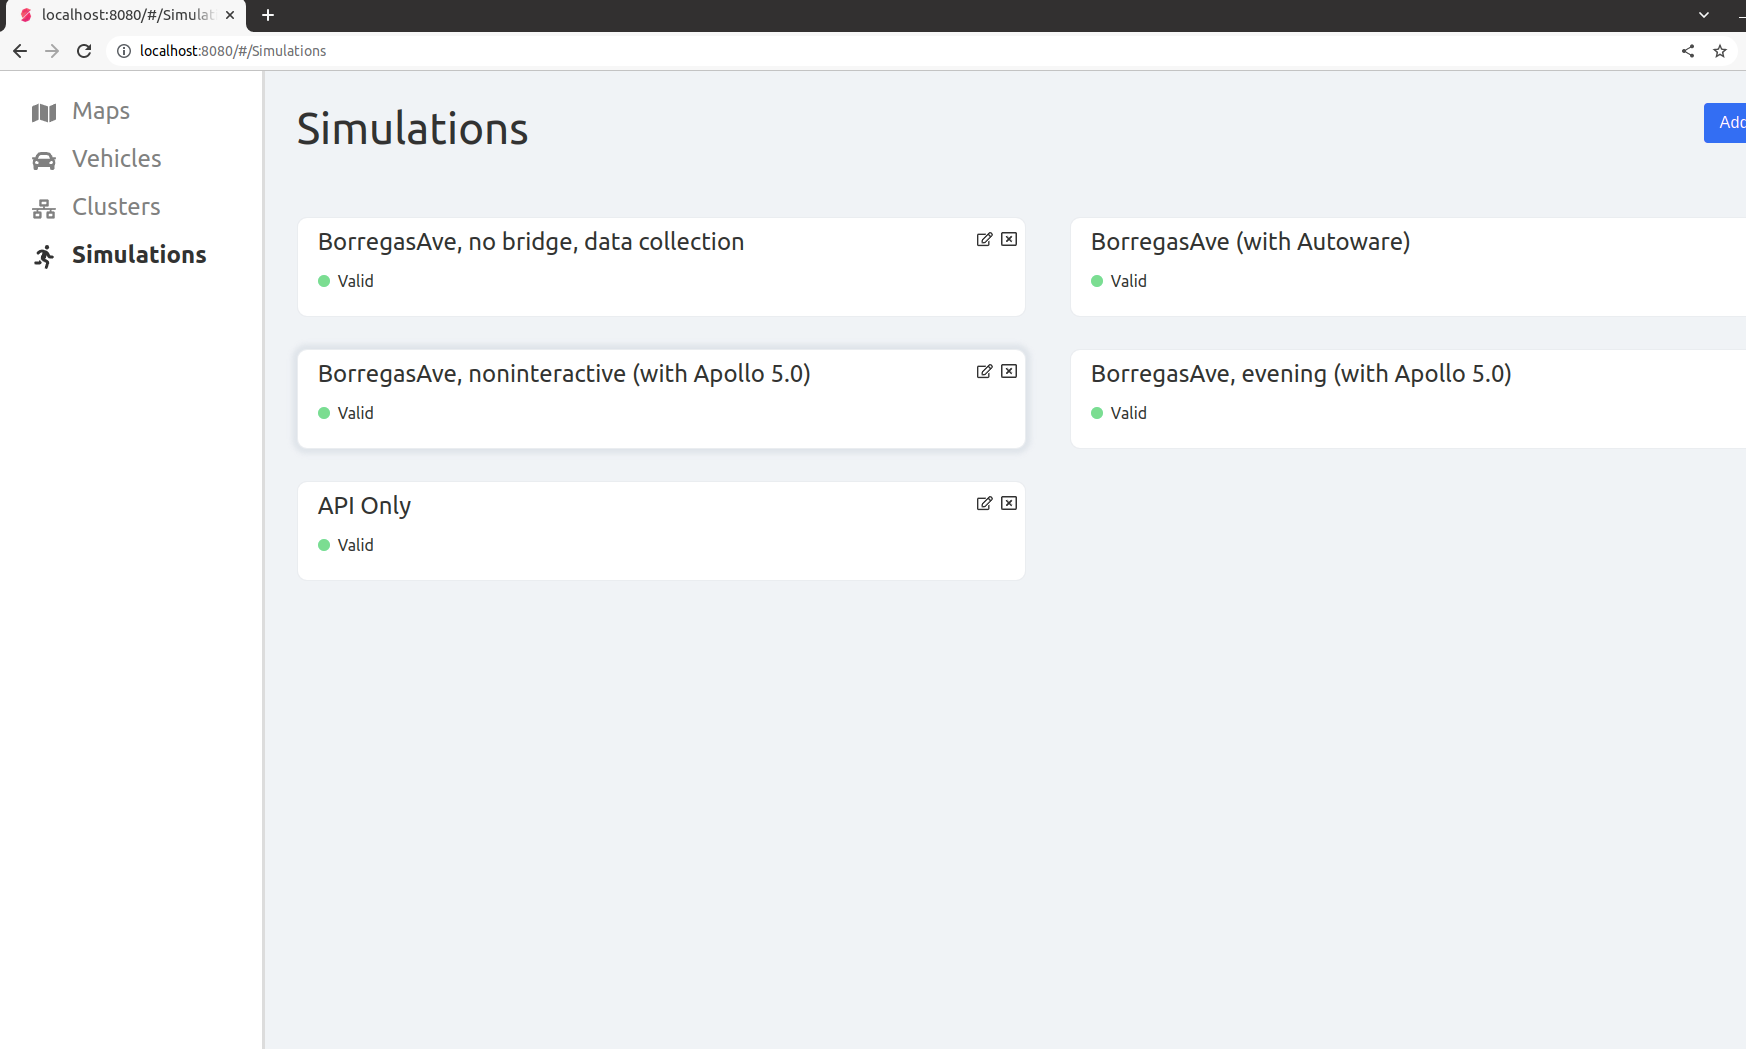 localhost:8080/#/Simulat
localhost:8080/#/Simulations
Maps
Vehicles
Clusters
Simulations
Simulations
Add
BorregasAve, no bridge, data collection
Valid
BorregasAve (with Autoware)
Valid
BorregasAve, noninteractive (with Apollo 5.0)
Valid
BorregasAve, evening (with Apollo 5.0)
Valid
API Only
Valid